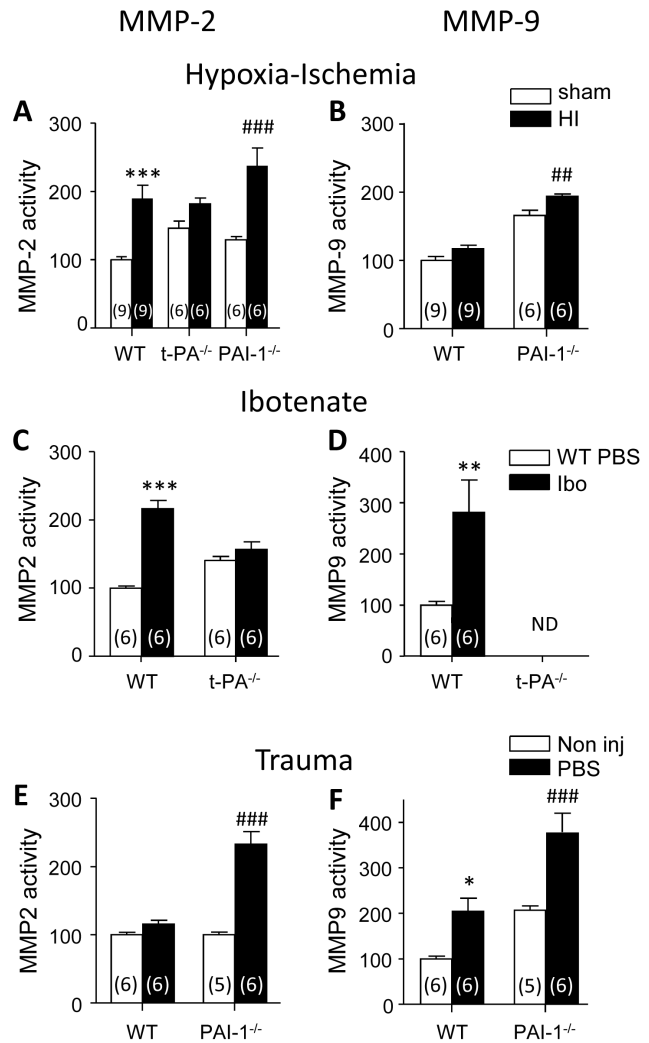 MMP-2 MMP-9
Hypoxia-Ischemia
sham
HI
A
MMP-2 activity
300
200
100
0
***
###
(9) (9) (6) (6) (6) (6)
WT t-PA-/- PAI-1-/-
B
MMP-9 activity
300
200
100
0
##
(9) (9) (6) (6)
WT PAI-1-/-
Ibotenate
C
MMP2 activity
300
200
100
0
***
(6) (6) (6) (6)
WT t-PA-/-
D
MMP9 activity
400
300
200
100
0
**
WT PBS
Ibo
ND
(6) (6)
WT t-PA-/-
Trauma
Non inj
PBS
E
MMP2 activity
300
200
100
0
###
(6) (6) (5) (6)
WT PAI-1-/-
F
MMP9 activity
400
300
200
100
0
*
###
(6) (6) (5) (6)
WT PAI-1-/-